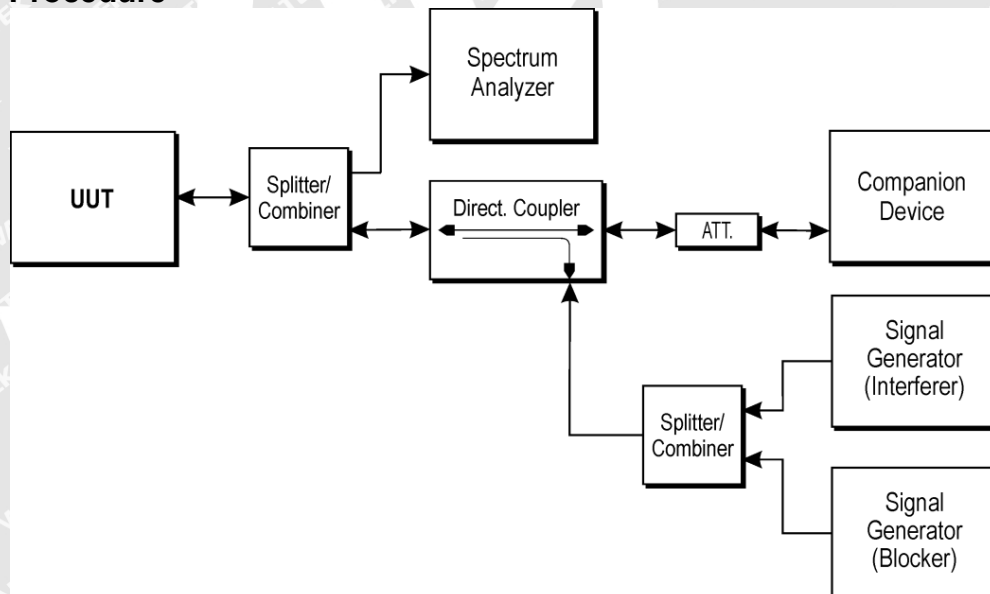 Procedure
Spectrum
Analyzer
UUT
Splitter/
Combiner
Direct. Coupler
ATT.
Companion
Device
Signal
Generator
(Interferer)
Splitter/
Combiner
Signal
Generator
(Blocker)